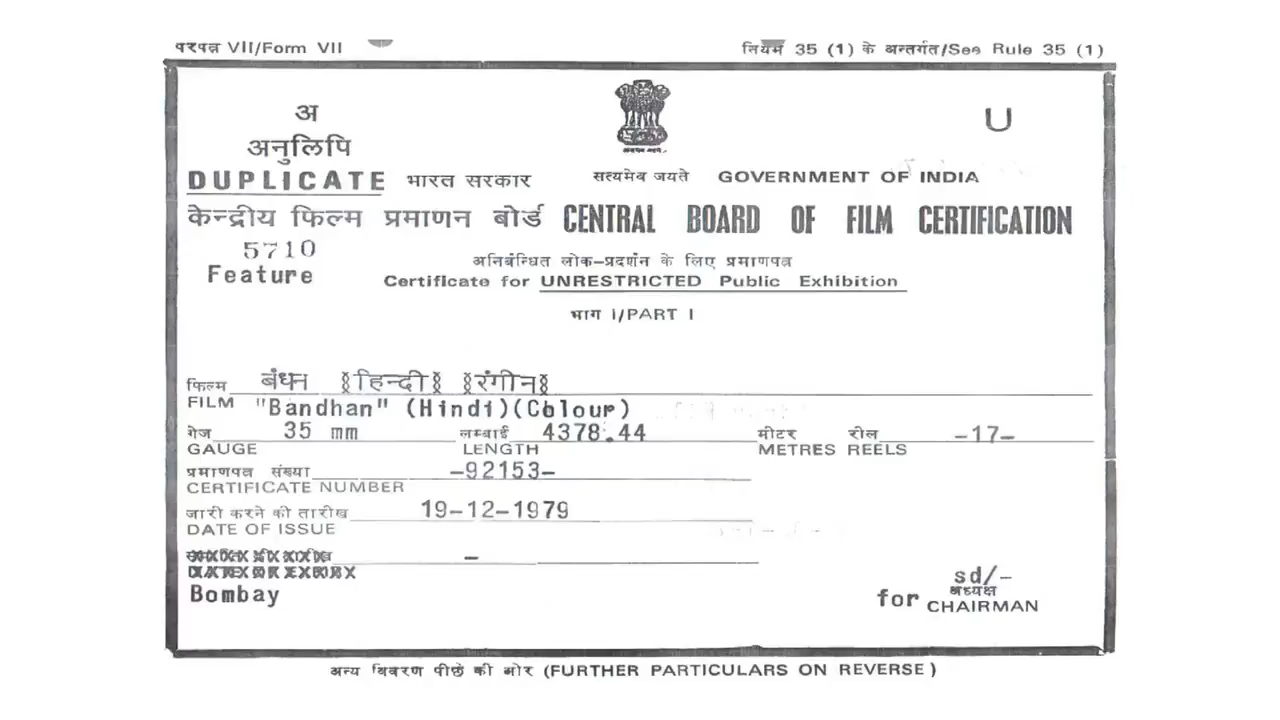 परिपत्र VII/Form VII नियम 35 (1) के अन्तर्गत/See Rule 35 (1)
अ
U
अनुलिपि
DUPLICATE भारत सरकार सत्यमेव जयते GOVERNMENT OF INDIA
केन्द्रीय फिल्म प्रमाणन बोर्ड CENTRAL BOARD OF FILM CERTIFICATION
5710
Feature
अनिर्बन्धित लोक-प्रदर्शन के लिए प्रमाणपत्र
Certificate for UNRESTRICTED Public Exhibition
भाग I/PART I
फिल्म बंधन (हिन्दी) (रंगीन)
FILM "Bandhan" (Hindi)(Colour)
गेज 35 mm लम्बाई 4378.44 मीटर रील -17-
GAUGE LENGTH METRES REELS
प्रमाणपत्र संख्या -92153-
CERTIFICATE NUMBER
जारी करने की तारीख 19-12-1979
DATE OF ISSUE
-
Bombay
sd/-
अध्यक्ष
for CHAIRMAN
अन्य विवरण पीछे की ओर (FURTHER PARTICULARS ON REVERSE)